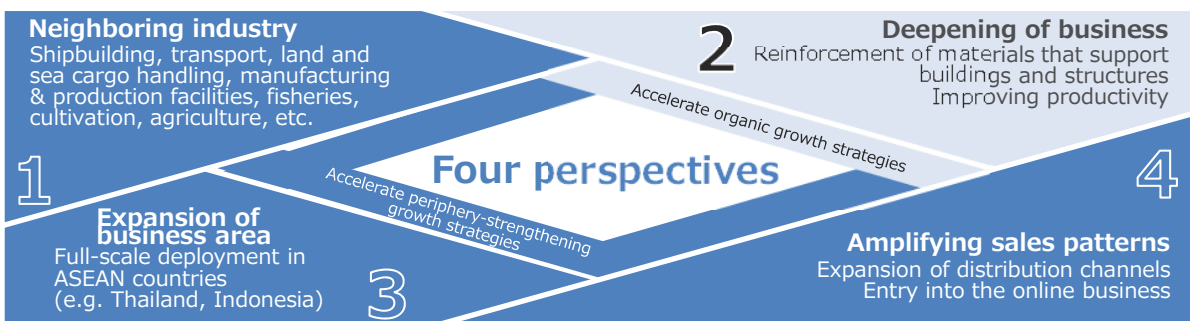 Neighboring industry
Shipbuilding, transport, land and
sea cargo handling, manufacturing
& production facilities, fisheries,
cultivation, agriculture, etc.
1
2
Deepening of business
Reinforcement of materials that support
buildings and structures
Improving productivity
Accelerate organic growth strategies
Four perspectives
Accelerate periphery-strengthening
growth strategies
Expansion of
business area
Full-scale deployment in
ASEAN countries
(e.g. Thailand, Indonesia)
3
4
Amplifying sales patterns
Expansion of distribution channels
Entry into the online business